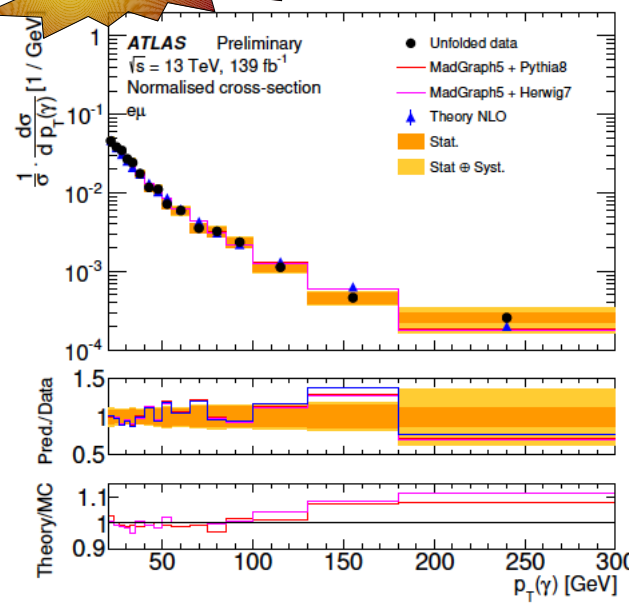 ATLAS Preliminary
√s = 13 TeV, 139 fb⁻¹
Normalised cross-section
eμ
Unfolded data
MadGraph5 + Pythia8
MadGraph5 + Herwig7
Theory NLO
Stat.
Stat ⊕ Syst.
1/σ · dσ/d p_T(γ) [1 / GeV]
1
10⁻¹
10⁻²
10⁻³
10⁻⁴
Pred./Data
1.5
1
0.5
Theory/MC
1.1
1
0.9
50 100 150 200 250 300
p_T(γ) [GeV]